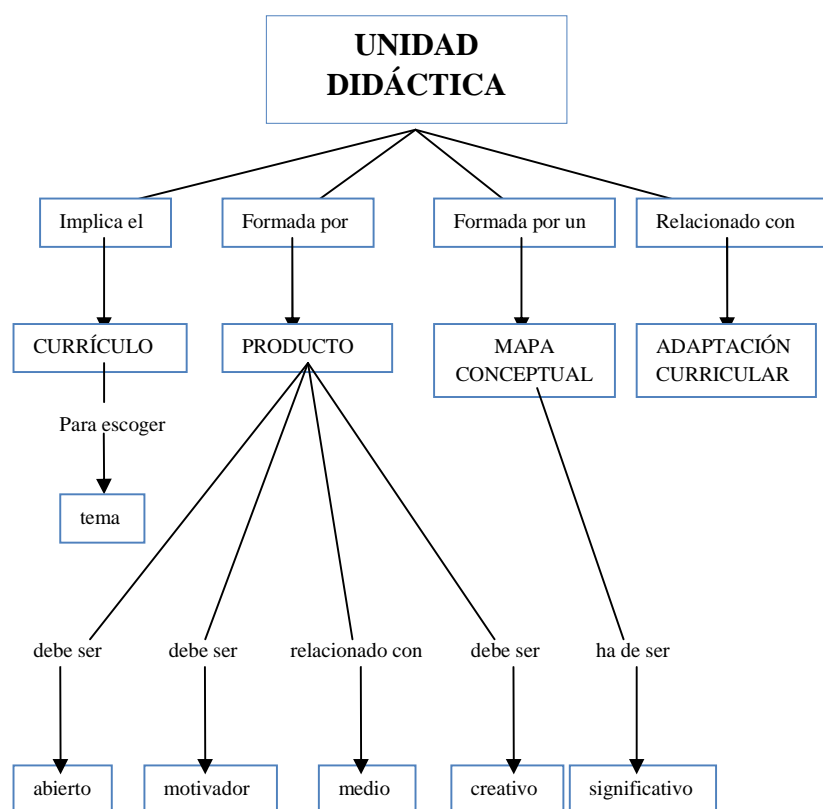 UNIDAD
DIDÁCTICA
Implica el
Formada por
Formada por un
Relacionado con
CURRÍCULO
PRODUCTO
MAPA
CONCEPTUAL
ADAPTACIÓN
CURRICULAR
Para escoger
tema
debe ser
debe ser
relacionado con
debe ser
ha de ser
abierto
motivador
medio
creativo
significativo